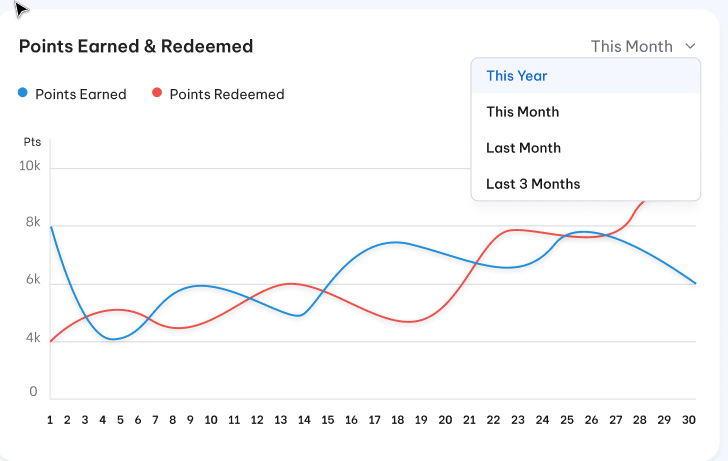 Points Earned & Redeemed
This Month
This Year
This Month
Last Month
Last 3 Months
Points Earned
Points Redeemed
Pts
10k
8k
6k
4k
0
1 2 3 4 5 6 7 8 9 10 11 12 13 14 15 16 17 18 19 20 21 22 23 24 25 26 27 28 29 30